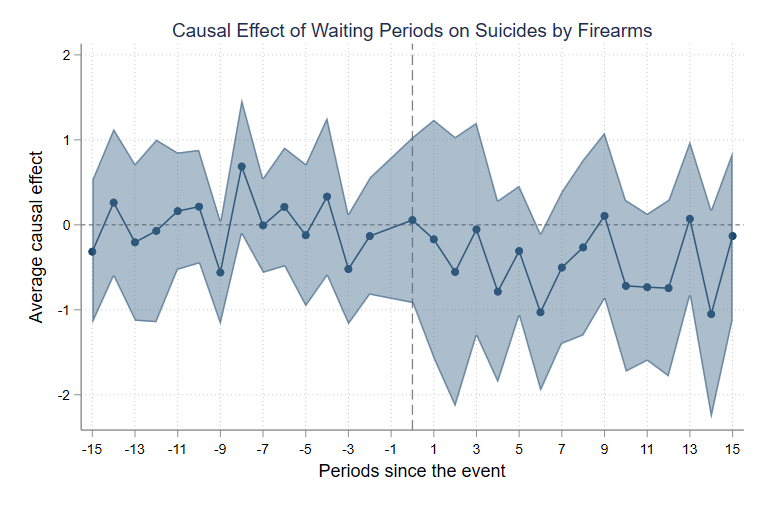 Causal Effect of Waiting Periods on Suicides by Firearms
2
1
0
-1
-2
Average causal effect
-15 -13 -11 -9 -7 -5 -3 -1 1 3 5 7 9 11 13 15
Periods since the event